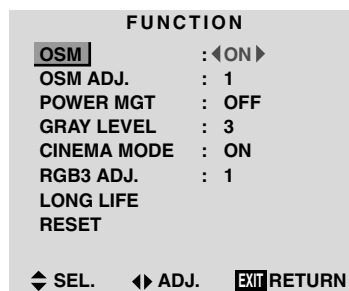 FUNCTION
OSM : ◀ON▶
OSM ADJ. : 1
POWER MGT : OFF
GRAY LEVEL : 3
CINEMA MODE : ON
RGB3 ADJ. : 1
LONG LIFE
RESET
▲▼ SEL. ◀▶ ADJ. EXIT RETURN